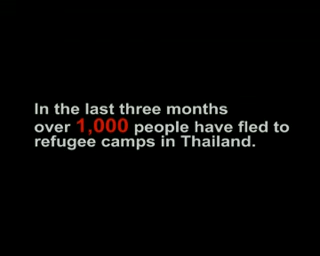 In the last three months
over 1,000 people have fled to
refugee camps in Thailand.